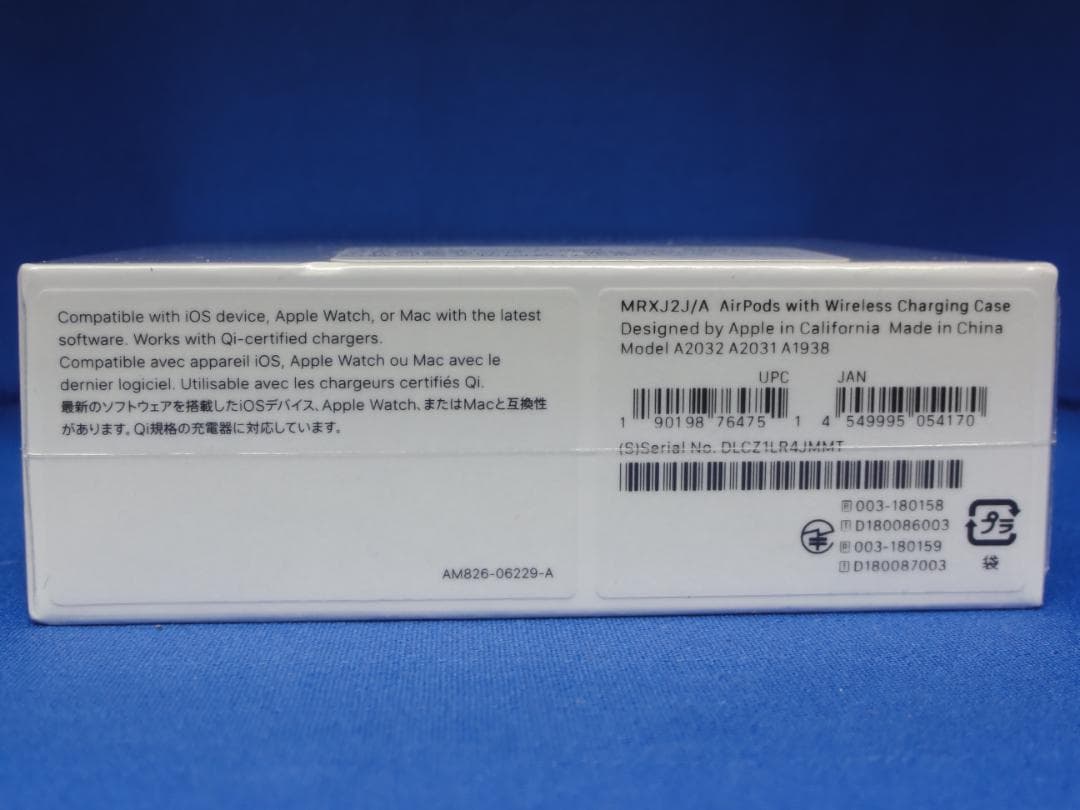 Compatible with iOS device, Apple Watch, or Mac with the latest
software. Works with Qi-certified chargers.
Compatible avec appareil iOS, Apple Watch ou Mac avec le
dernier logiciel. Utilisable avec les chargeurs certifiés Qi.
最新のソフトウェアを搭載したiOSデバイス、Apple Watch、またはMacと互換性
があります。Qi規格の充電器に対応しています。
AM826-06229-A
MRXJ2J/A AirPods with Wireless Charging Case
Designed by Apple in California Made in China
Model A2032 A2031 A1938
UPC JAN
1 90198 76475 1 4 549995 054170
(S)Serial No. DLCZ1LR4JMMT
R 003-180158
T D180086003
R 003-180159
T D180087003
プラ
袋